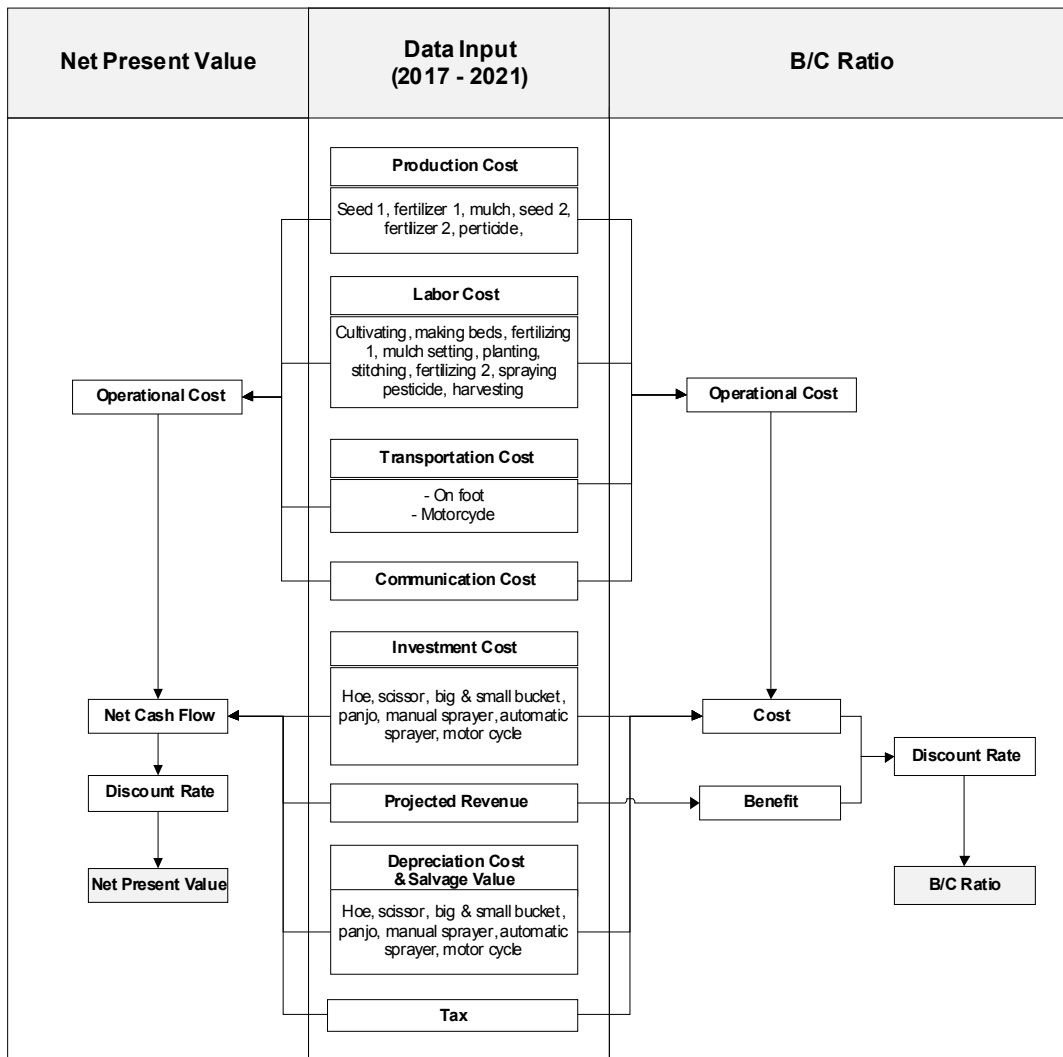 Net Present Value
Data Input
(2017 - 2021)
B/C Ratio
Production Cost
Seed 1, fertilizer 1, mulch, seed 2,
fertilizer 2, perticide,
Labor Cost
Cultivating, making beds, fertilizing
1, mulch setting, planting,
stitching, fertilizing 2, spraying
pesticide, harvesting
Operational Cost
Operational Cost
Transportation Cost
- On foot
- Motorcycle
Communication Cost
Investment Cost
Hoe, scissor, big & small bucket,
panjo, manual sprayer, automatic
sprayer, motor cycle
Net Cash Flow
Cost
Discount Rate
Discount Rate
Projected Revenue
Benefit
Depreciation Cost
& Salvage Value
Hoe, scissor, big & small bucket,
panjo, manual sprayer, automatic
sprayer, motor cycle
Net Present Value
B/C Ratio
Tax